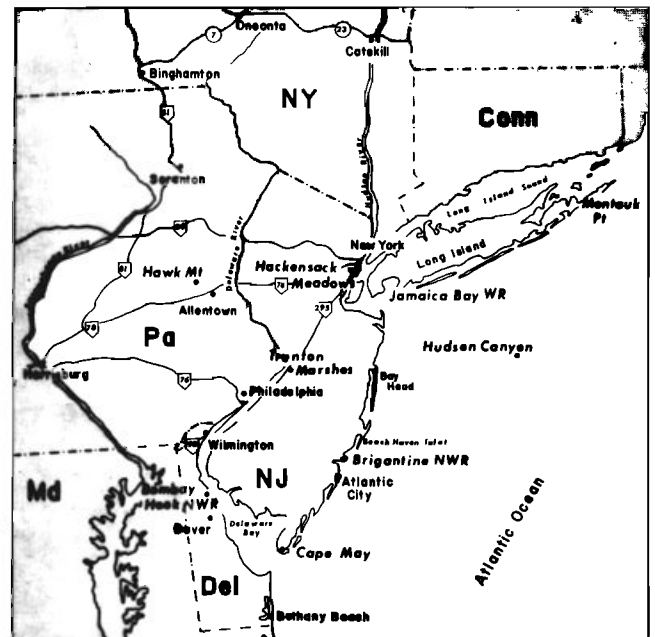 Oneonta
7
23
Catskill
Binghamton
NY
Conn
81
Hudson River
Scranton
Long Island Sound
Montauk
Pt
Delaware River
New York
Long Island
Hackensack
Meadows
Hawk Mt
81
78
Jamaica Bay WR
Allentown
295
78
Pa
Hudson Canyon
Trenton
Marshes
Harrisburg
Bay
Head
76
Philadelphia
Beach Haven Inlet
Wilmington
Brigantine NWR
NJ
Md
Atlantic
City
Bombay
Hook NWR
Atlantic Ocean
Dover
Delaware
Bay
Cape May
Del
Bethany Beach